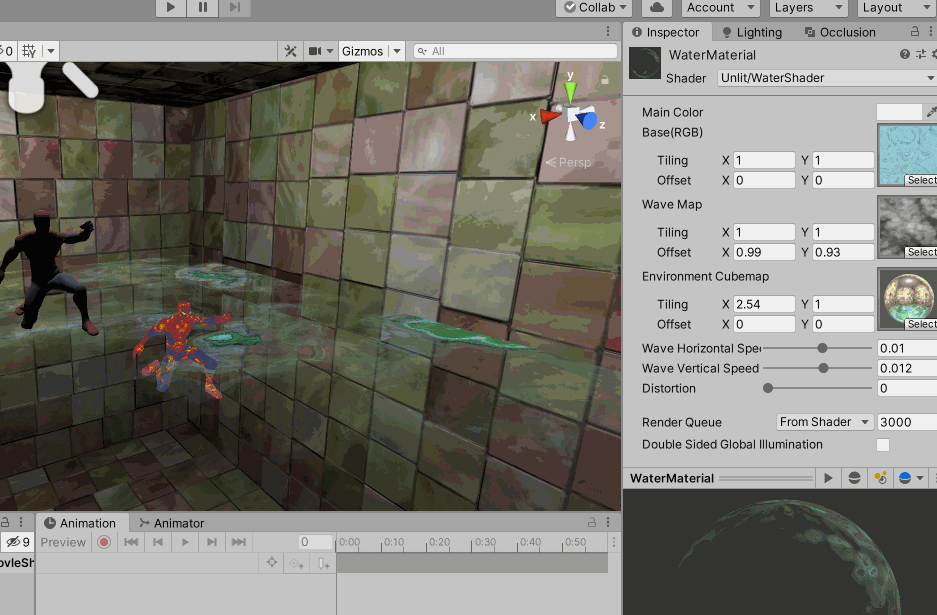 Collab Account Layers Layout
0 Gizmos All
y
x
z
Persp
Inspector Lighting Occlusion
WaterMaterial
Shader Unlit/WaterShader
Main Color
Base(RGB)
Tiling X 1 Y 1
Offset X 0 Y 0
Select
Wave Map
Tiling X 1 Y 1
Offset X 0.99 Y 0.93
Select
Environment Cubemap
Tiling X 2.54 Y 1
Offset X 0 Y 0
Select
Wave Horizontal Spe 0.01
Wave Vertical Speed 0.012
Distortion 0
Render Queue From Shader 3000
Double Sided Global Illumination
WaterMaterial
Animation Animator
9 Preview 0 0:00 0:10 0:20 0:30 0:40 0:50
ovleSh